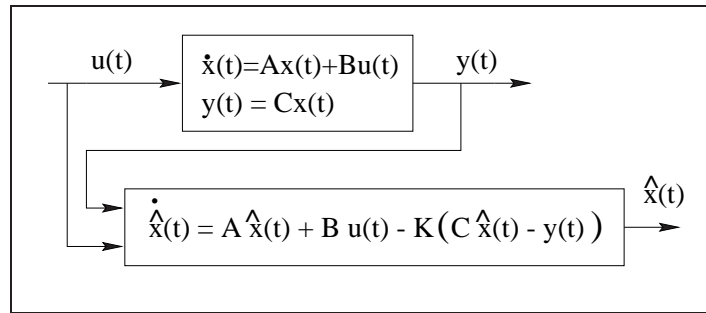 u(t)
ẋ(t)=Ax(t)+Bu(t)
y(t) = Cx(t)
y(t)
x̂̇(t) = A x̂(t) + B u(t) - K(C x̂(t) - y(t))
x̂(t)